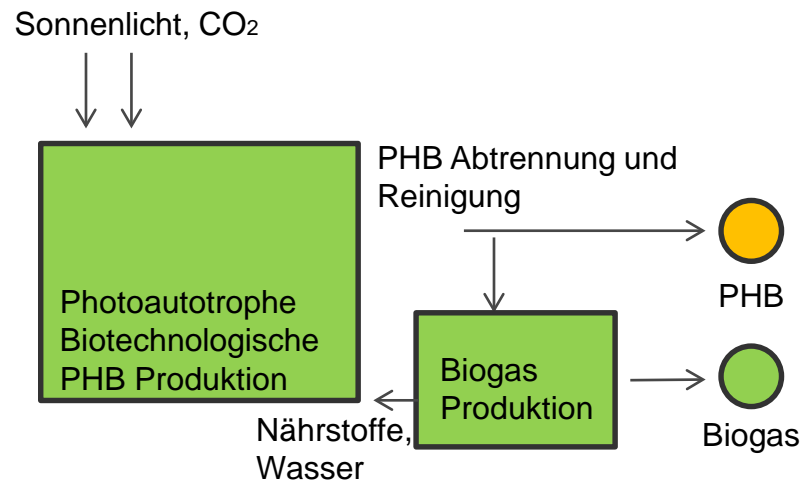 Sonnenlicht, CO2
PHB Abtrennung und
Reinigung
Photoautotrophe
Biotechnologische
PHB Produktion
PHB
Biogas
Produktion
Biogas
Nährstoffe,
Wasser